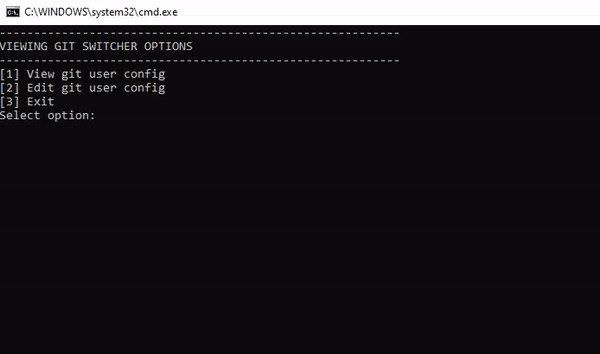 C:\WINDOWS\system32\cmd.exe
------------------------------------------------------------
VIEWING GIT SWITCHER OPTIONS
------------------------------------------------------------
[1] View git user config
[2] Edit git user config
[3] Exit
Select option: